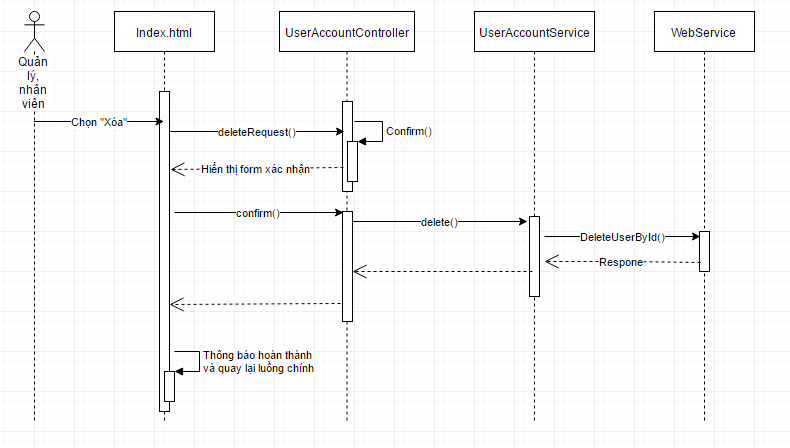 Index.html
UserAccountController
UserAccountService
WebService
Quản
lý,
nhân
viên
Chọn "Xóa"
deleteRequest()
Confirm()
Hiển thị form xác nhận
confirm()
delete()
DeleteUserById()
Respone
Thông báo hoàn thành
và quay lại luồng chính